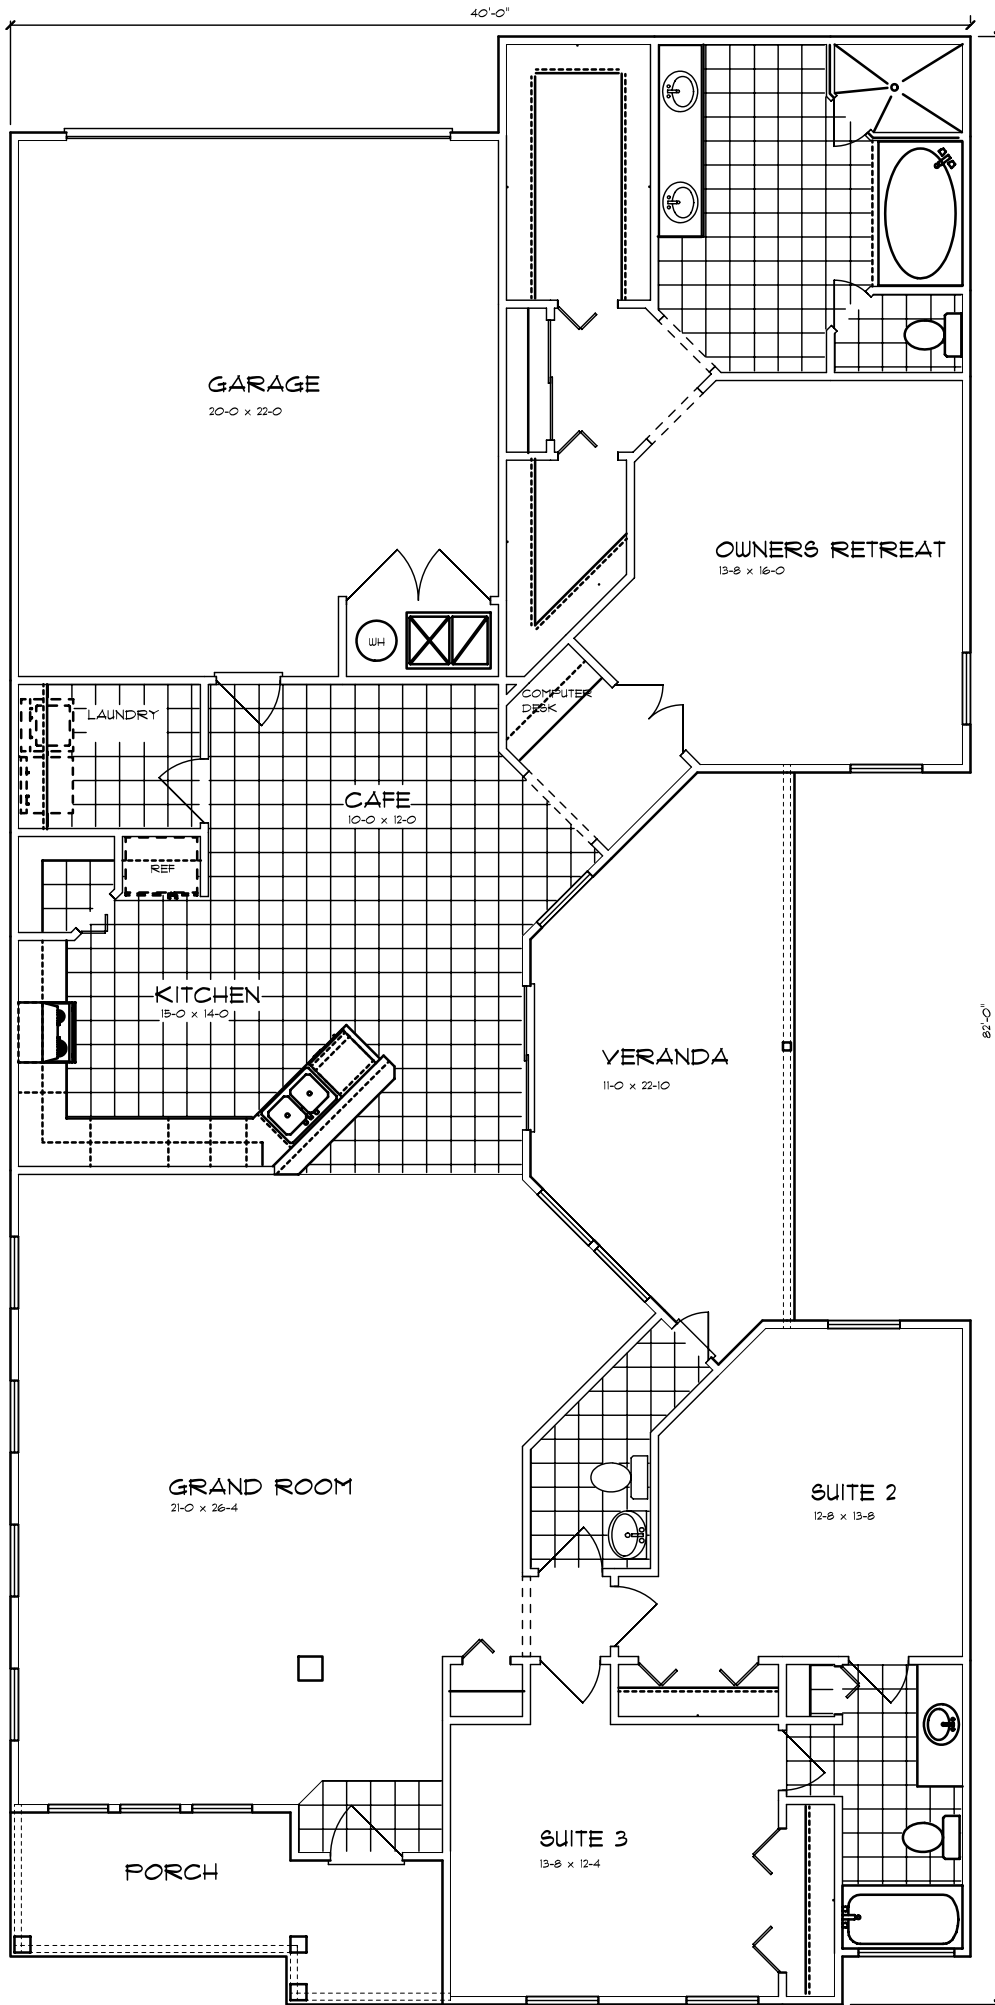 40'-0"
GARAGE
20-0 x 22-0
OWNERS RETREAT
13-8 x 16-0
WH
COMPUTER
DESK
LAUNDRY
CAFE
10-0 x 12-0
REF
KITCHEN
15-0 x 14-0
82'-0"
VERANDA
11-0 x 22-10
GRAND ROOM
21-0 x 26-4
SUITE 2
12-8 x 13-8
SUITE 3
13-8 x 12-4
PORCH